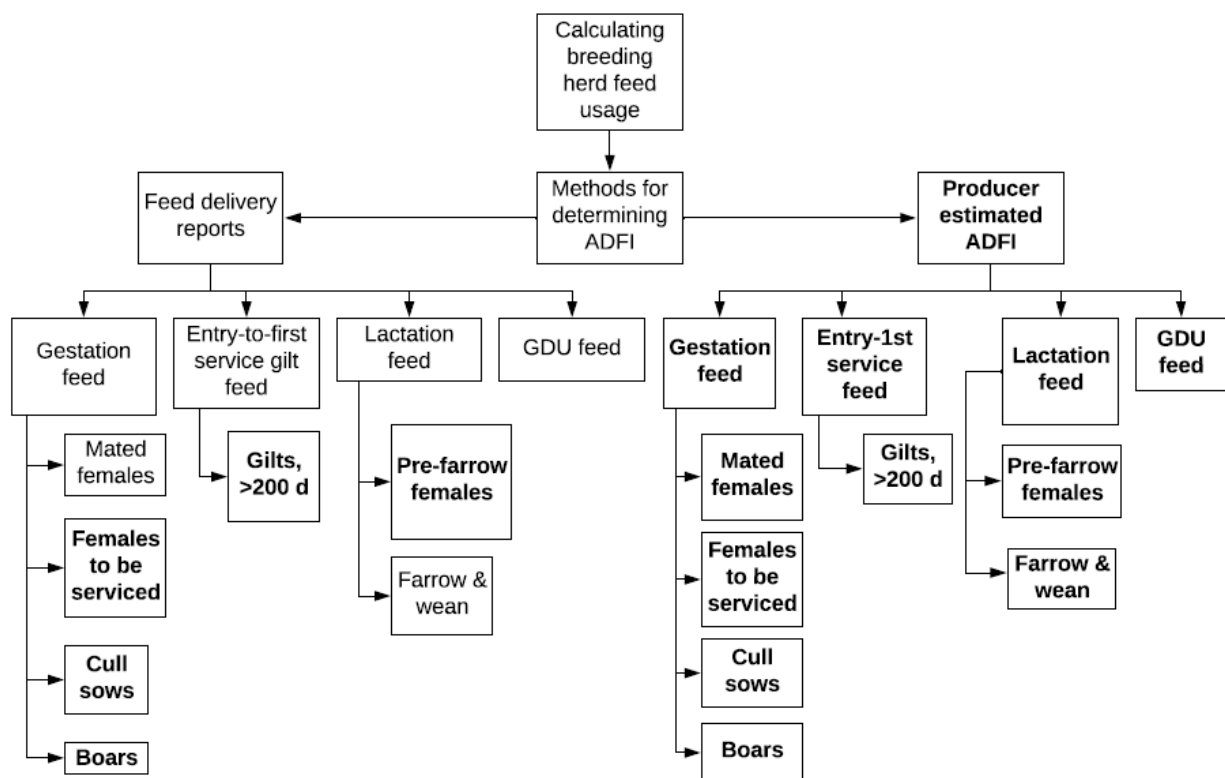 Calculating
breeding
herd feed
usage
Feed delivery
reports
Methods for
determining
ADFI
Producer
estimated
ADFI
Gestation
feed
Entry-to-first
service gilt
feed
Lactation
feed
GDU feed
Gestation
feed
Entry-1st
service
feed
Lactation
feed
GDU
feed
Mated
females
Gilts,
>200 d
Pre-farrow
females
Mated
females
Gilts,
>200 d
Pre-farrow
females
Females
to be
serviced
Farrow &
wean
Females
to be
serviced
Farrow &
wean
Cull
sows
Cull
sows
Boars
Boars